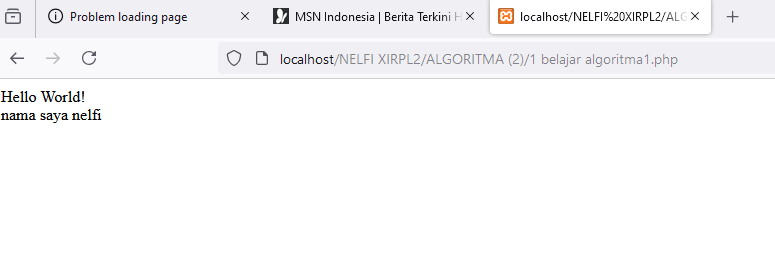 Problem loading page
MSN Indonesia | Berita Terkini H
localhost/NELFI%20XIRPL2/ALG
localhost/NELFI XIRPL2/ALGORITMA (2)/1 belajar algoritma1.php
Hello World!
nama saya nelfi